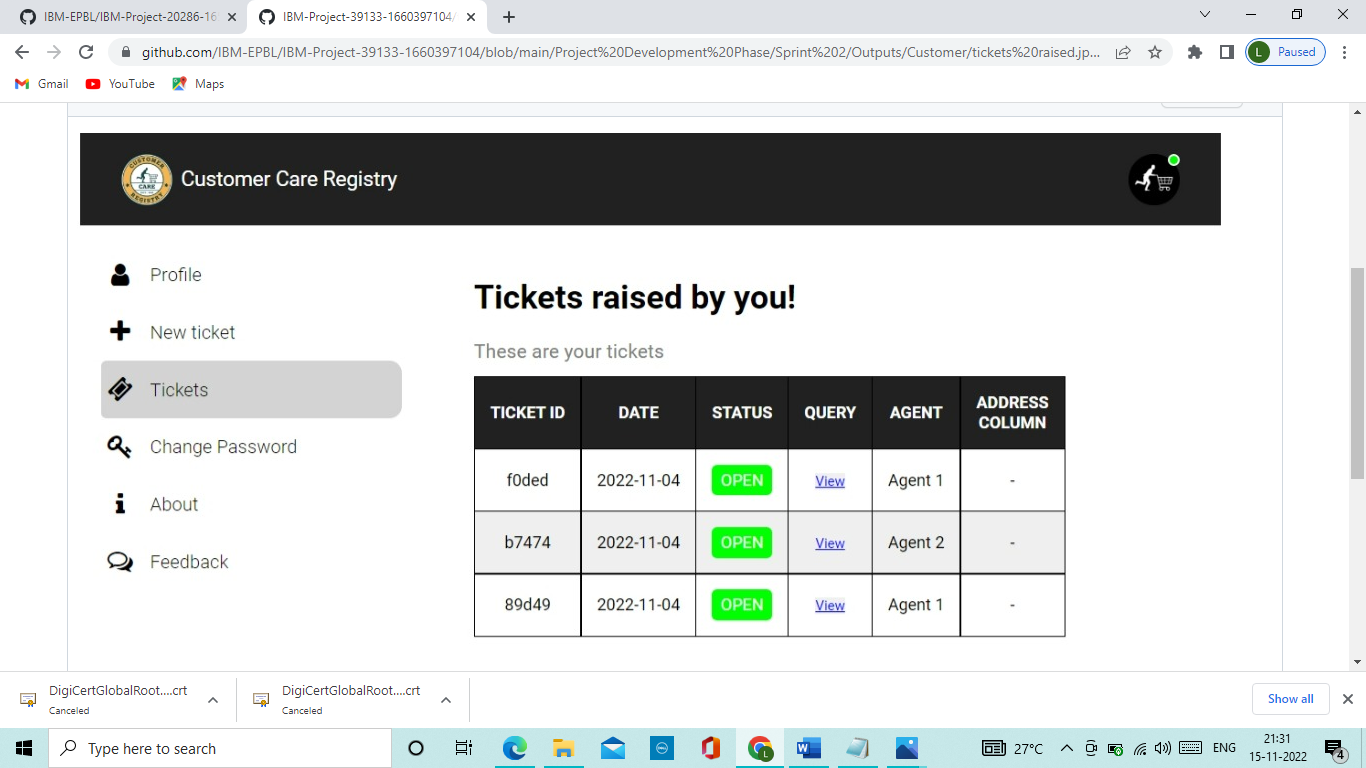 IBM-EPBL/IBM-Project-20286-16
IBM-Project-39133-1660397104/
github.com/IBM-EPBL/IBM-Project-39133-1660397104/blob/main/Project%20Development%20Phase/Sprint%202/Outputs/Customer/tickets%20raised.jp...
L Paused
Gmail YouTube Maps
CUSTOMER CARE REGISTRY
Customer Care Registry
Profile
New ticket
Tickets
Change Password
About
Feedback
Tickets raised by you!
These are your tickets
TICKET ID DATE STATUS QUERY AGENT ADDRESS COLUMN
f0ded 2022-11-04 OPEN View Agent 1 -
b7474 2022-11-04 OPEN View Agent 2 -
89d49 2022-11-04 OPEN View Agent 1 -
DigiCertGlobalRoot....crt
Canceled
DigiCertGlobalRoot....crt
Canceled
Show all
Type here to search
27°C
ENG
21:31
15-11-2022
4